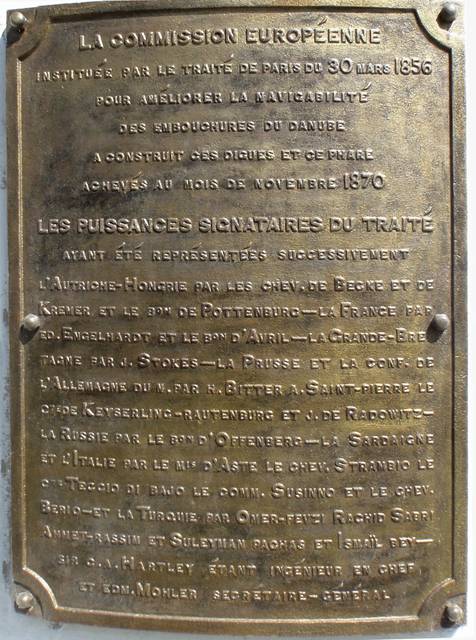 LA COMMISSION EUROPÉENNE
INSTITUÉE PAR LE TRAITÉ DE PARIS DU 30 MARS 1856
POUR AMÉLIORER LA NAVIGABILITÉ
DES EMBOUCHURES DU DANUBE
A CONSTRUIT CES DIGUES ET CE PHARE
ACHEVÉS AU MOIS DE NOVEMBRE 1870
LES PUISSANCES SIGNATAIRES DU TRAITÉ
AYANT ÉTÉ REPRÉSENTÉES SUCCESSIVEMENT
L'AUTRICHE-HONGRIE PAR LES CHEV. DE BECKE ET DE
KREMER ET LE BON DE POTTENBURG—LA FRANCE PAR
ED. ENGELHARDT ET LE BON D'AVRIL—LA GRANDE-BRE-
TAGNE PAR J. STOKES—LA PRUSSE ET LA CONF. DE
L'ALLEMAGNE DU N. PAR H. BITTER A. SAINT-PIERRE LE
CTE DE KEYSERLING-RAUTENBURG ET J. DE RADOWITZ—
LA RUSSIE PAR LE BON D'OFFENBERG—LA SARDAIGNE
ET L'ITALIE PAR LE MIS D'ASTE LE CHEV. STRAMBIO LE
CTE TECCIO DI BAJO LE COMM. SUSINNO ET LE CHEV.
BERIO—ET LA TURQUIE PAR OMER-FEVZI RACHID SABRI
AHMET-RASSIM ET SULEYMAN PACHAS ET ISMAÏL BEY—
SIR C. A. HARTLEY ÉTANT INGÉNIEUR EN CHEF
ET EDM. MOHLER SECRÉTAIRE-GÉNÉRAL